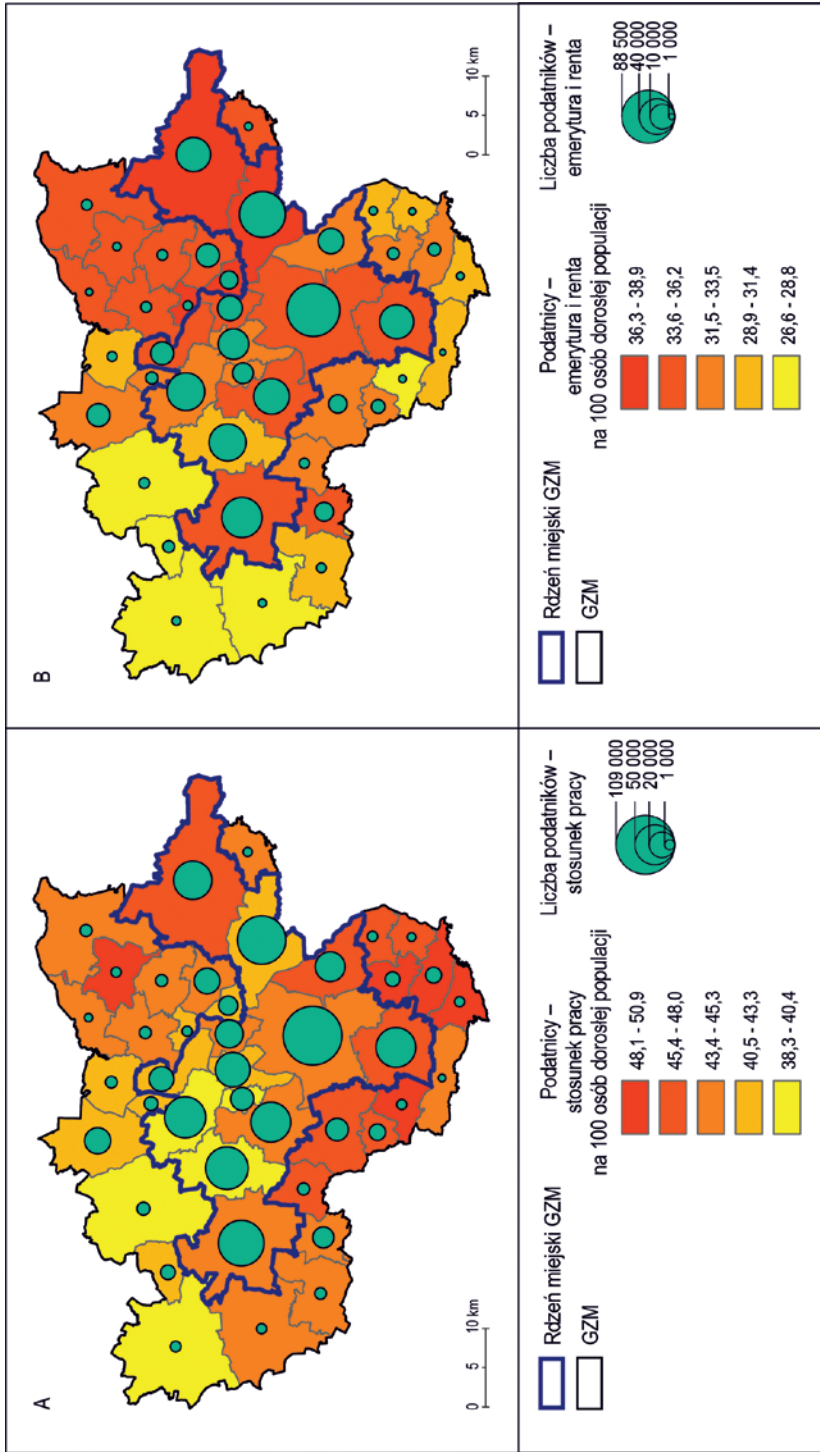 A
0 5 10 km
Rdzeń miejski GZM
GZM
Podatnicy –
stosunek pracy
na 100 osób dorosłej populacji
48,1 - 50,9
45,4 - 48,0
43,4 - 45,3
40,5 - 43,3
38,3 - 40,4
Liczba podatników –
stosunek pracy
109 000
50 000
20 000
1 000
B
0 5 10 km
Rdzeń miejski GZM
GZM
Podatnicy –
emerytura i renta
na 100 osób dorosłej populacji
36,3 - 38,9
33,6 - 36,2
31,5 - 33,5
28,9 - 31,4
26,6 - 28,8
Liczba podatników –
emerytura i renta
88 500
40 000
10 000
1 000